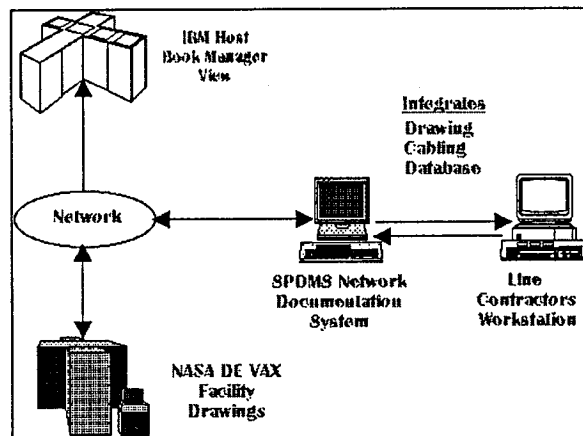 IBM Host
Book Manager
View
Integrates
Drawing
Cabling
Database
Network
SPDMS Network
Documentation
System
Line
Contractors
Workstation
NASA DE VAX
Facility
Drawings